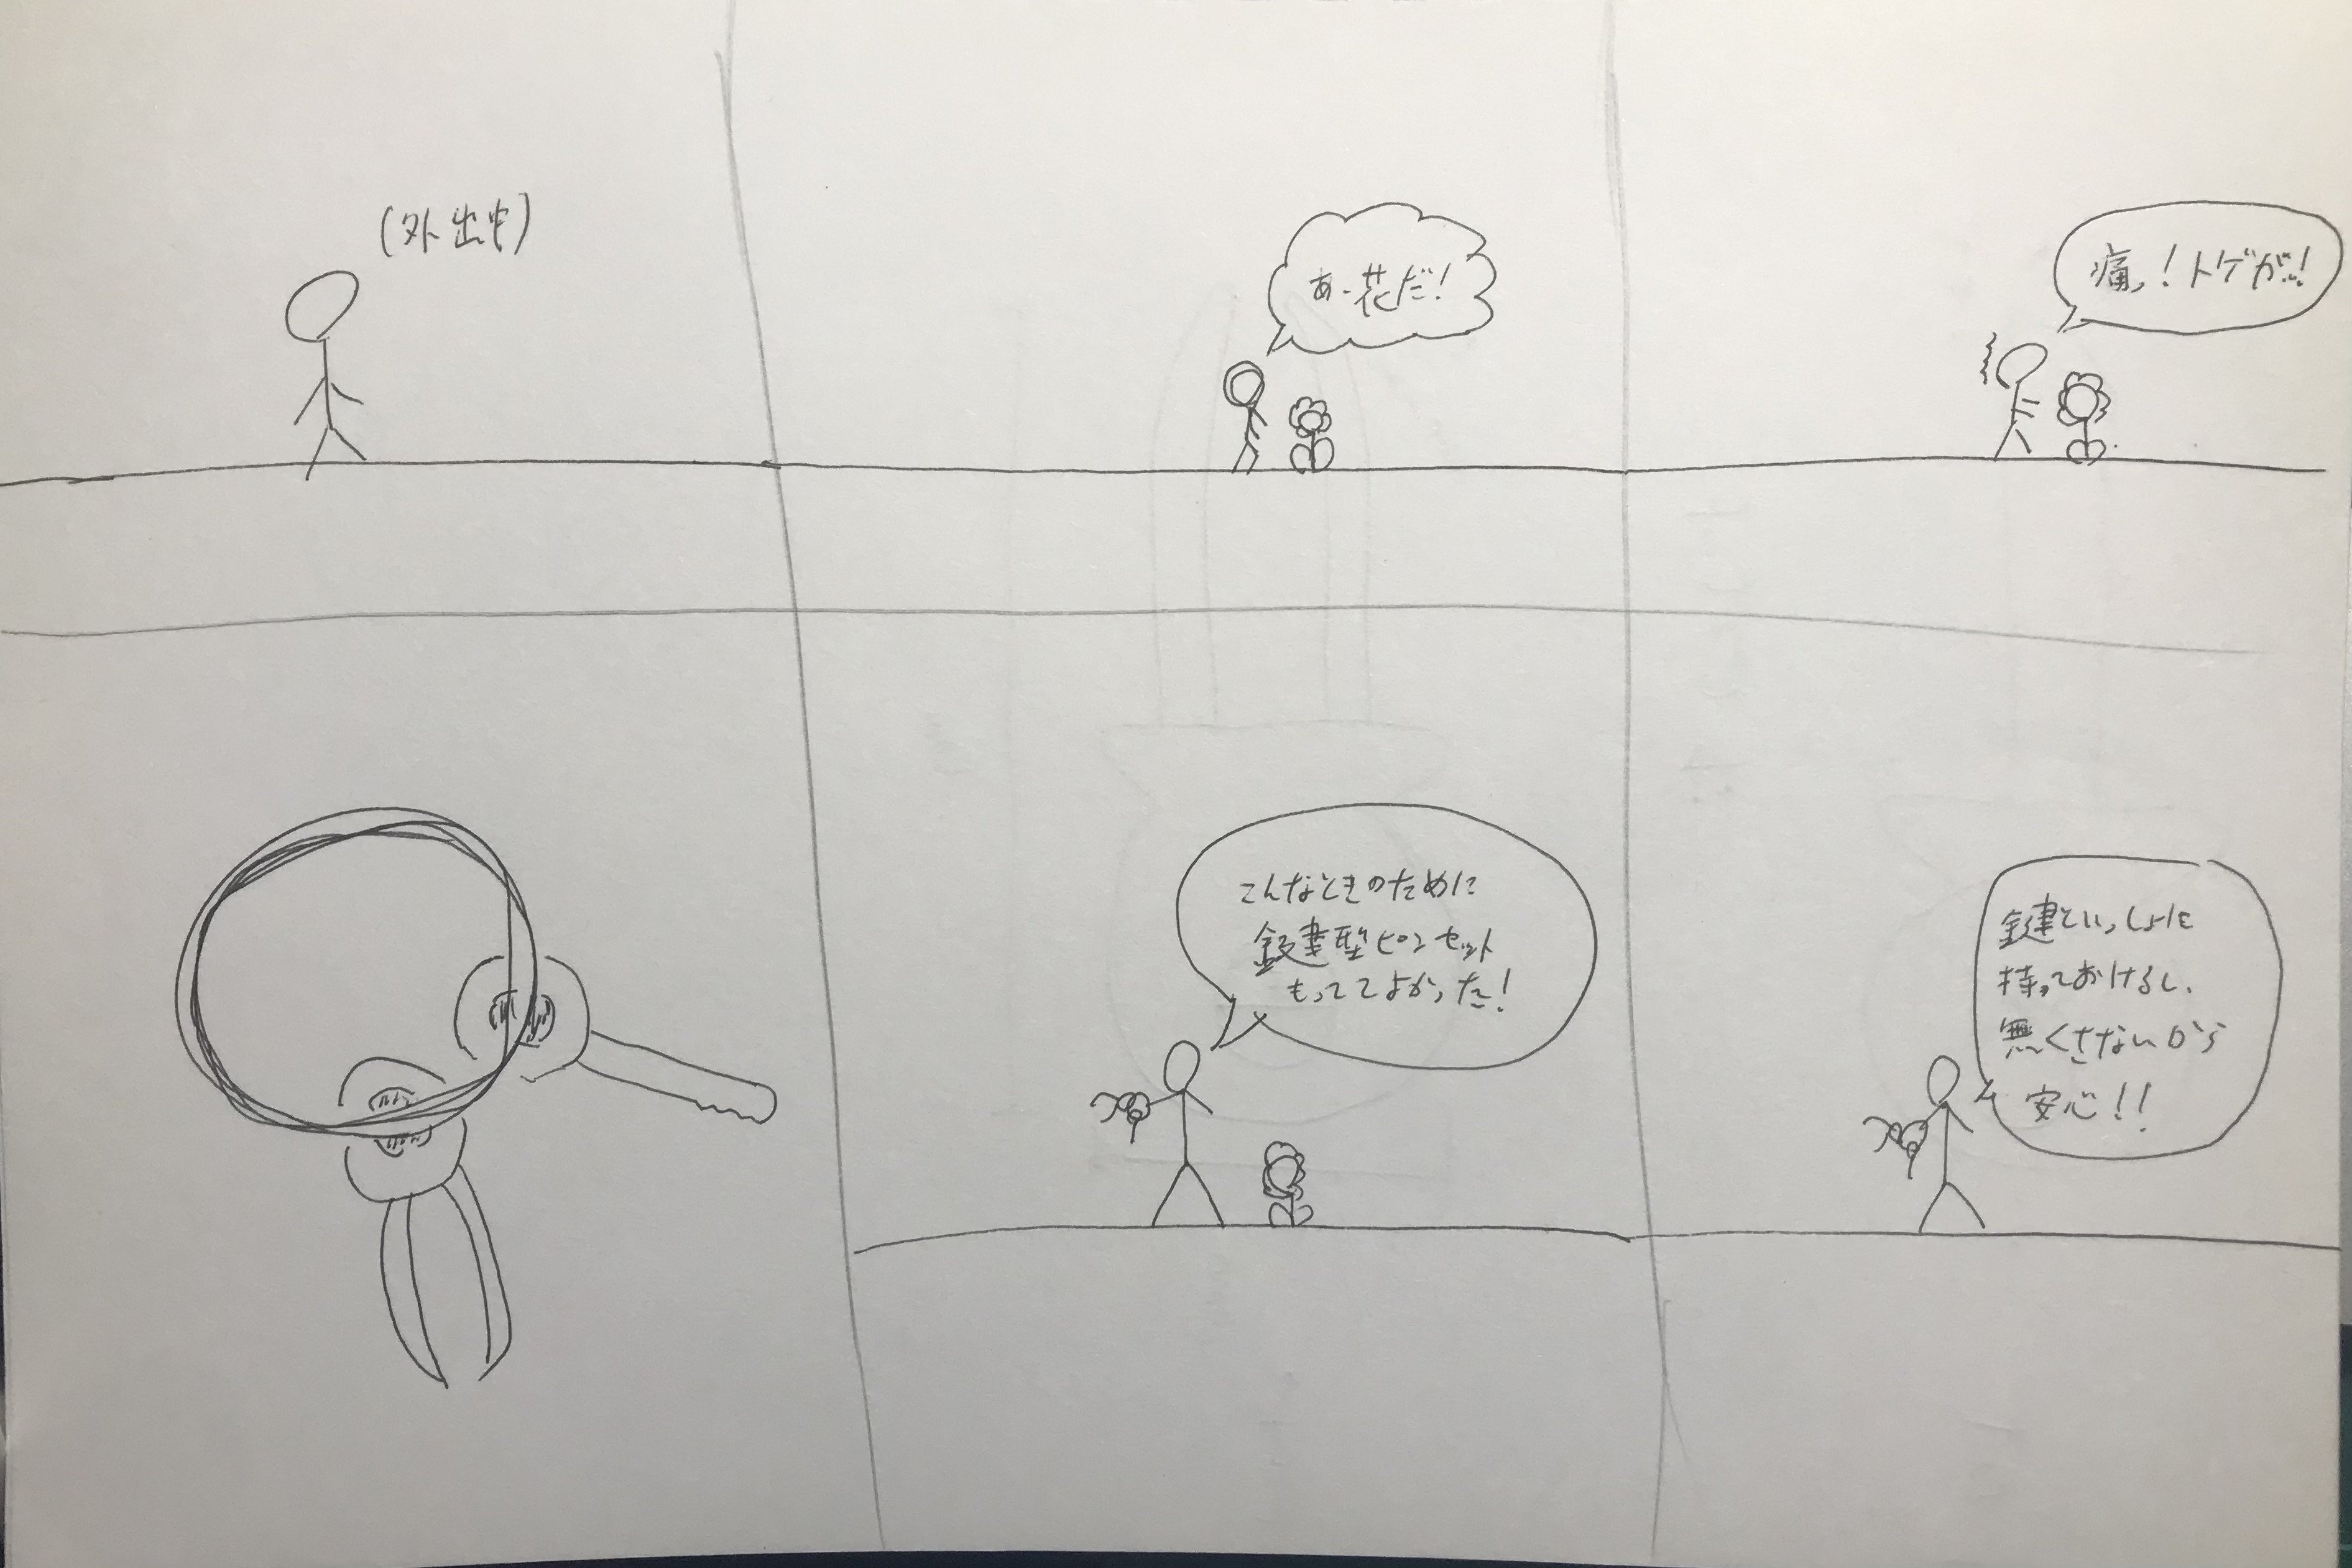 (外出中)
あ、花だ!
痛っ!トゲが!!
こんなときのために
鍵型ピンセット
もっててよかった!
鍵といっしょに
持っておけるし、
無くさないから
安心!!